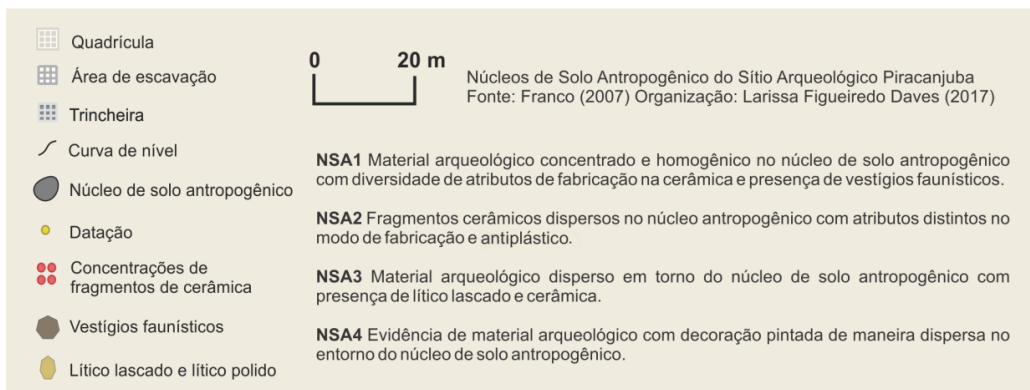 Quadrícula
Área de escavação
Trincheira
Curva de nível
Núcleo de solo antropogênico
Datação
Concentrações de
fragmentos de cerâmica
Vestígios faunísticos
Lítico lascado e lítico polido
0 20 m
Núcleos de Solo Antropogênico do Sítio Arqueológico Piracanjuba
Fonte: Franco (2007) Organização: Larissa Figueiredo Daves (2017)
NSA1 Material arqueológico concentrado e homogênico no núcleo de solo antropogênico
com diversidade de atributos de fabricação na cerâmica e presença de vestígios faunísticos.
NSA2 Fragmentos cerâmicos dispersos no núcleo antropogênico com atributos distintos no
modo de fabricação e antiplástico.
NSA3 Material arqueológico disperso em torno do núcleo de solo antropogênico com
presença de lítico lascado e cerâmica.
NSA4 Evidência de material arqueológico com decoração pintada de maneira dispersa no
entorno do núcleo de solo antropogênico.